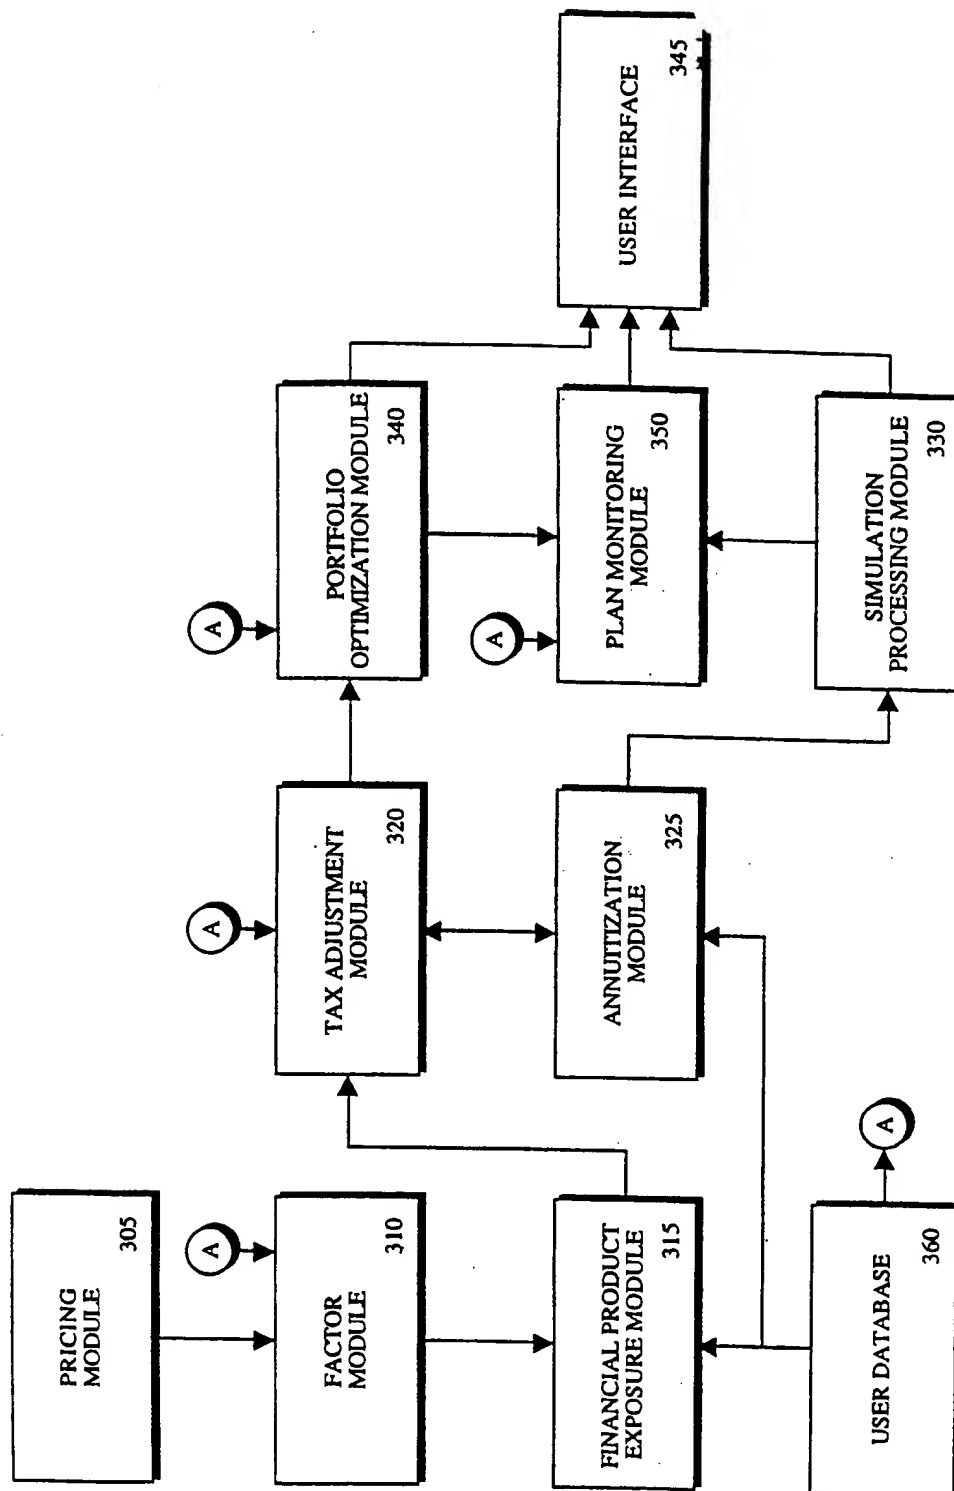 PRICING
MODULE
305
A
FACTOR
MODULE
310
FINANCIAL PRODUCT
EXPOSURE MODULE
315
USER DATABASE
360
A
A
TAX ADJUSTMENT
MODULE
320
ANNUITIZATION
MODULE
325
A
PORTFOLIO
OPTIMIZATION MODULE
340
A
PLAN MONITORING
MODULE
350
SIMULATION
PROCESSING MODULE
330
USER INTERFACE
345